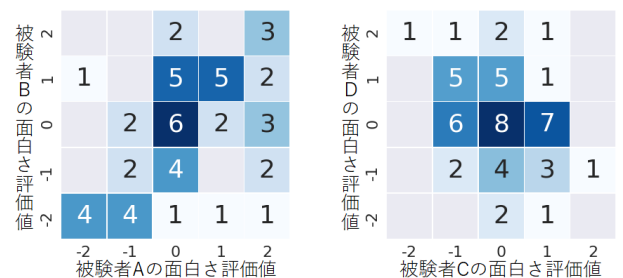 被験者Bの面白さ評価値
2
1
0
-1
-2
2 3
1 5 5 2
2 6 2 3
2 4 2
4 4 1 1 1
-2 -1 0 1 2
被験者Aの面白さ評価値
被験者Dの面白さ評価値
2
1
0
-1
-2
1 1 2 1
5 5 1
6 8 7
2 4 3 1
2 1
-2 -1 0 1 2
被験者Cの面白さ評価値